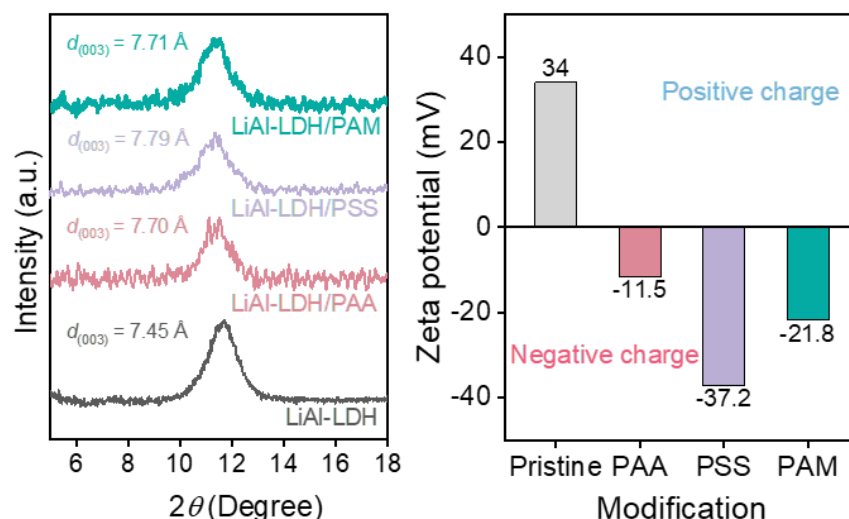 d(003) = 7.71 Å
LiAl-LDH/PAM
d(003) = 7.79 Å
LiAl-LDH/PSS
d(003) = 7.70 Å
LiAl-LDH/PAA
d(003) = 7.45 Å
LiAl-LDH
Intensity (a.u.)
6 8 10 12 14 16 18
2θ (Degree)
Zeta potential (mV)
40
20
0
-20
-40
34
Positive charge
-11.5
-21.8
Negative charge
-37.2
Pristine PAA PSS PAM
Modification